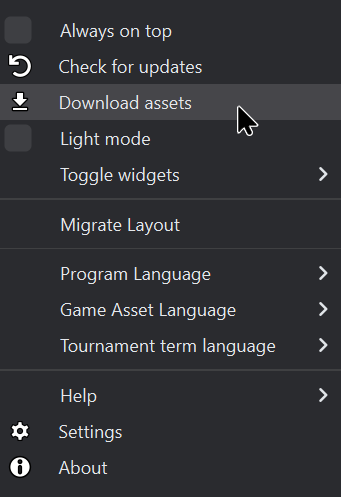 Always on top
Check for updates
Download assets
Light mode
Toggle widgets
Migrate Layout
Program Language
Game Asset Language
Tournament term language
Help
Settings
About